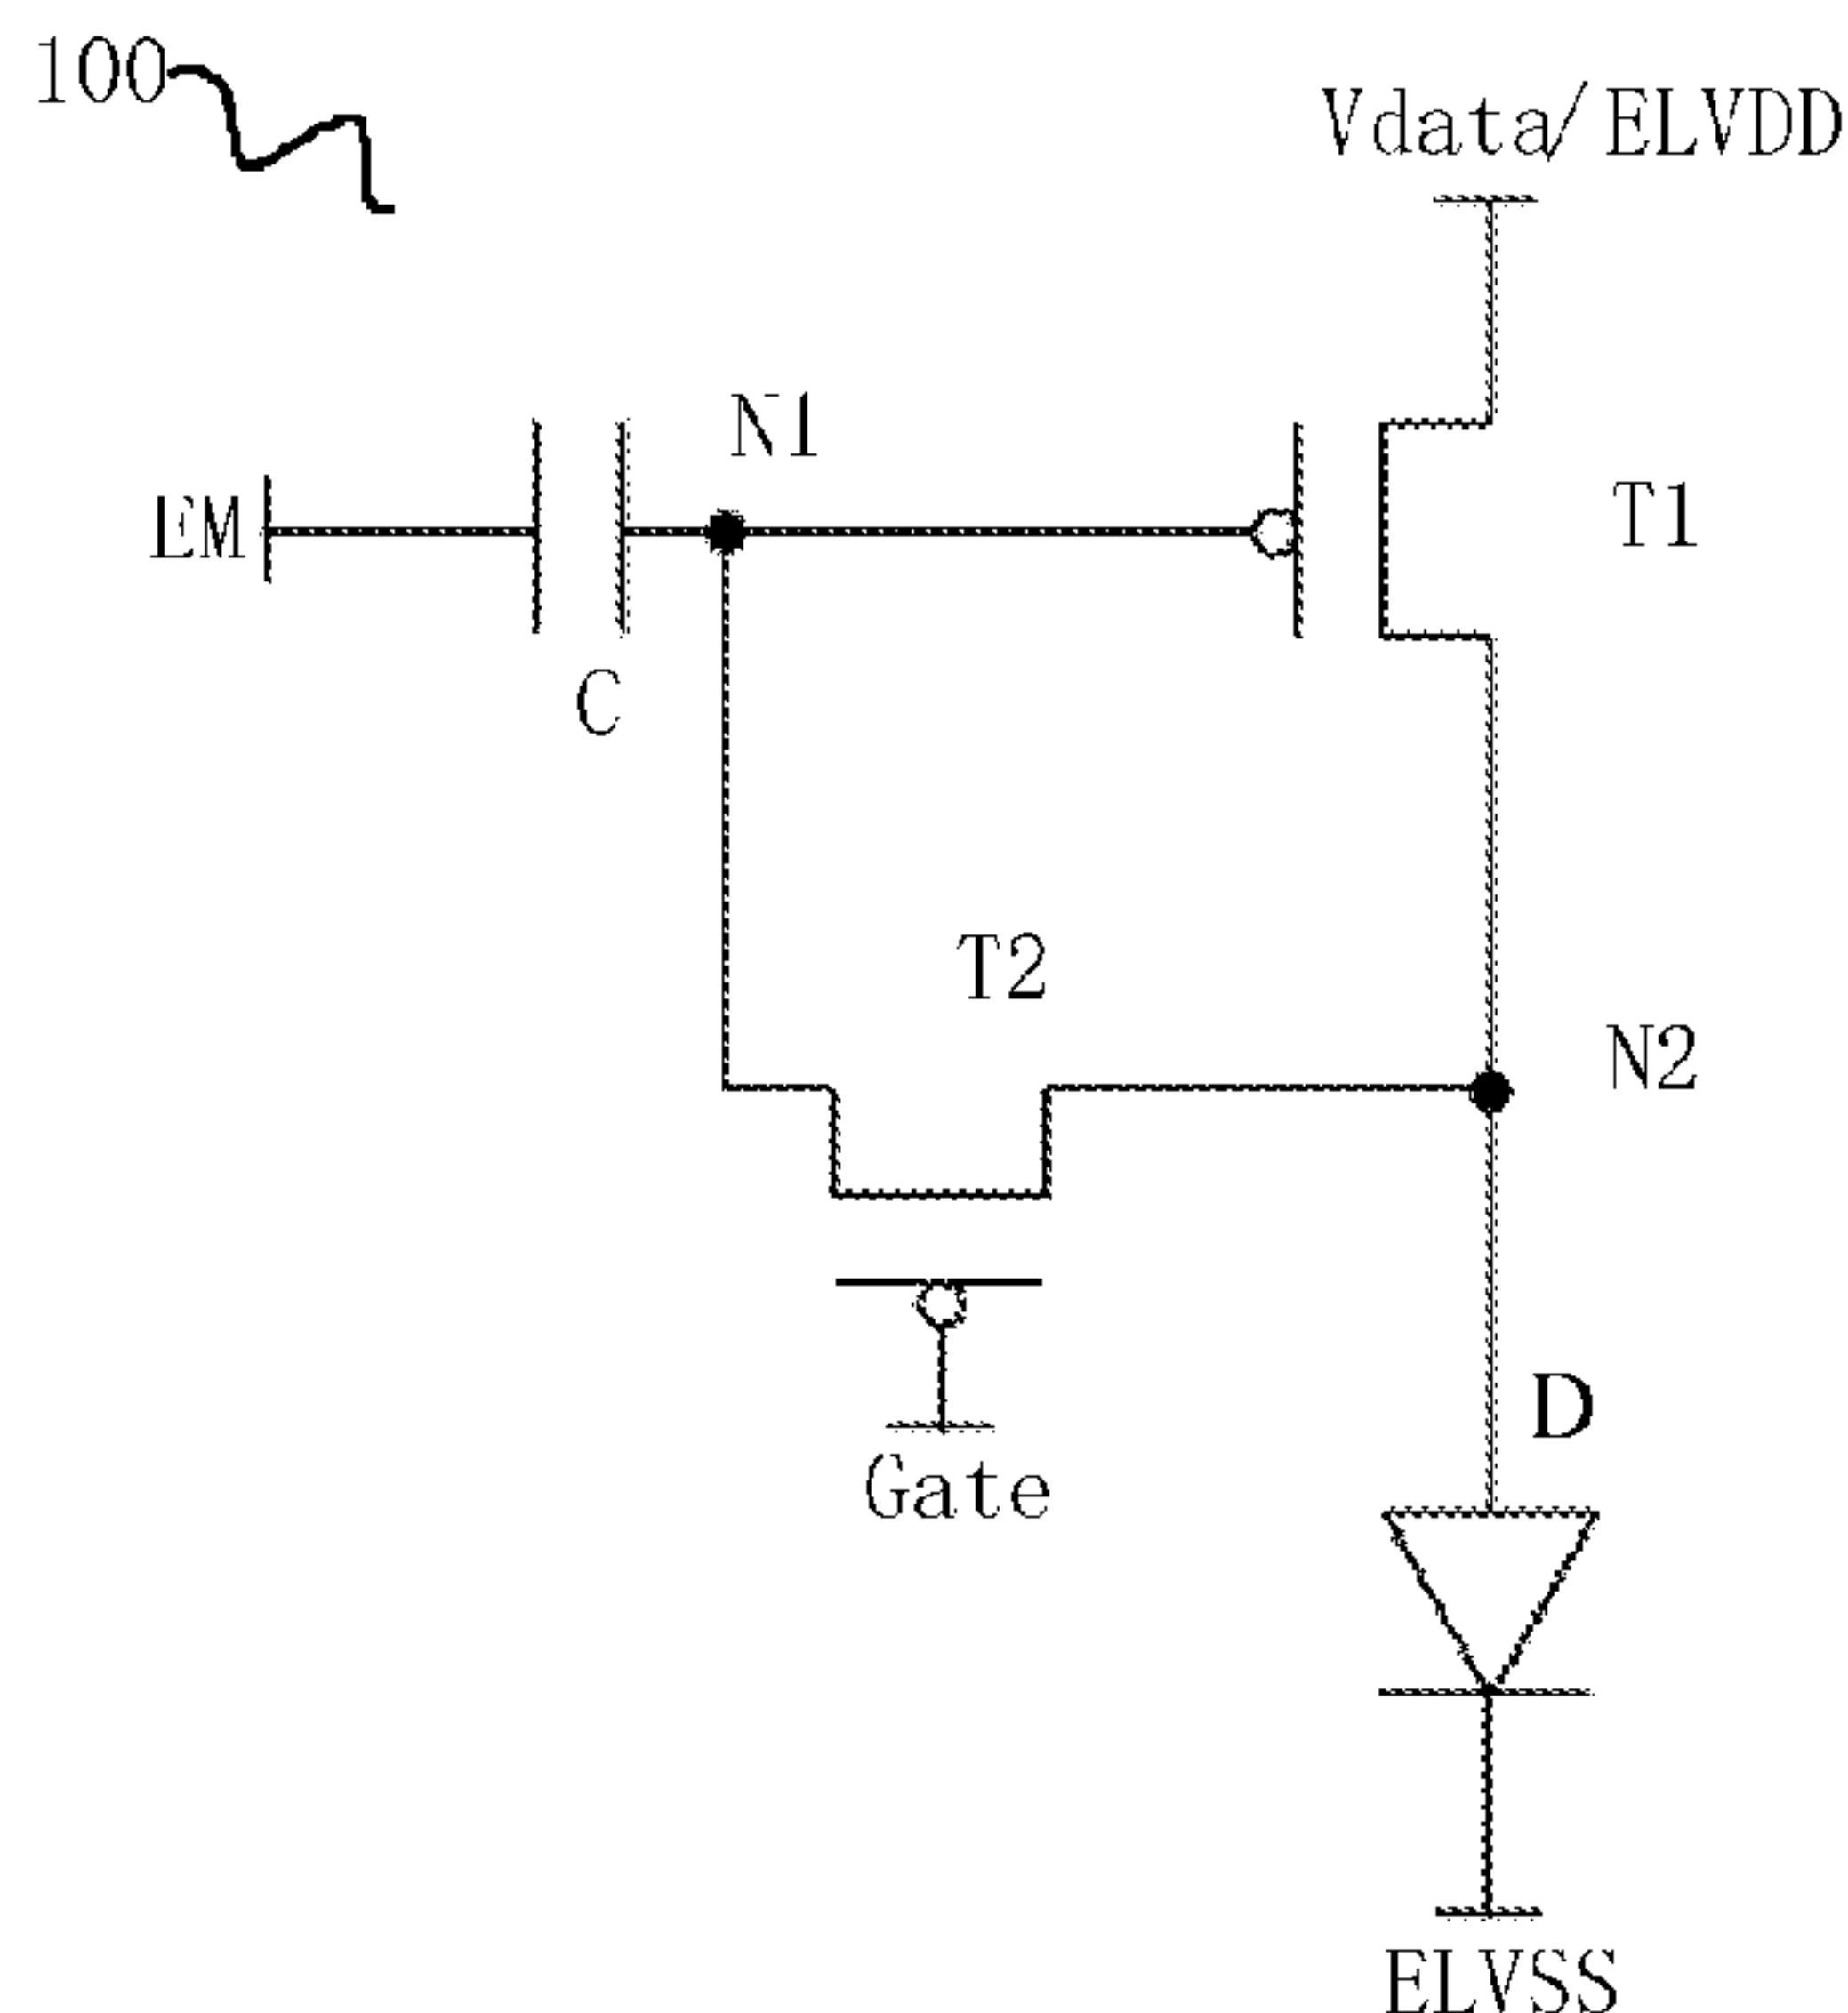 100
Vdata/ELVDD
N1
EM
T1
C
T2
N2
D
Gate
ELVSS